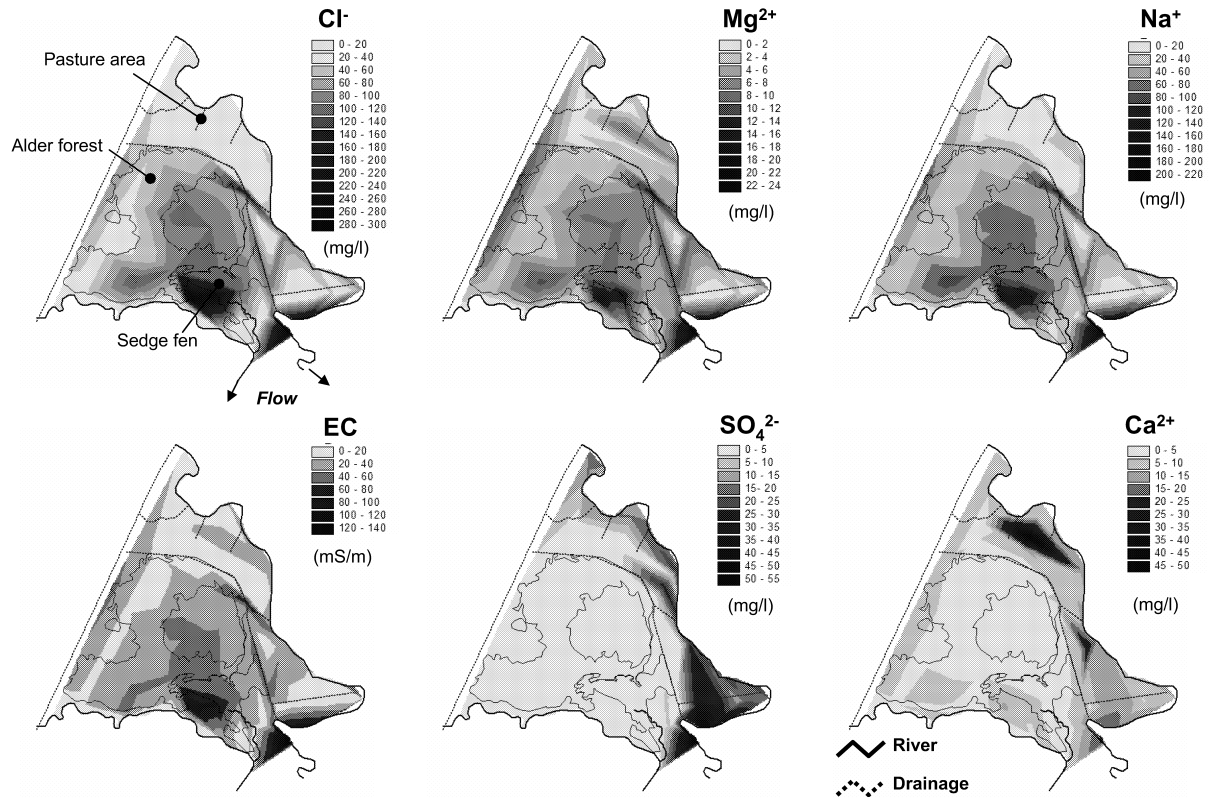 Cl-
0 - 20
20 - 40
40 - 60
60 - 80
80 - 100
100 - 120
120 - 140
140 - 160
160 - 180
180 - 200
200 - 220
220 - 240
240 - 260
260 - 280
280 - 300
(mg/l)
Pasture area
Alder forest
Sedge fen
Flow
Mg2+
0 - 2
2 - 4
4 - 6
6 - 8
8 - 10
10 - 12
12 - 14
14 - 16
16 - 18
18 - 20
20 - 22
22 - 24
(mg/l)
Na+
0 - 20
20 - 40
40 - 60
60 - 80
80 - 100
100 - 120
120 - 140
140 - 160
160 - 180
180 - 200
200 - 220
(mg/l)
EC
0 - 20
20 - 40
40 - 60
60 - 80
80 - 100
100 - 120
120 - 140
(mS/m)
SO42-
0 - 5
5 - 10
10 - 15
15- 20
20 - 25
25 - 30
30 - 35
35 - 40
40 - 45
45 - 50
50 - 55
(mg/l)
Ca2+
0 - 5
5 - 10
10 - 15
15- 20
20 - 25
25 - 30
30 - 35
35 - 40
40 - 45
45 - 50
(mg/l)
River
Drainage